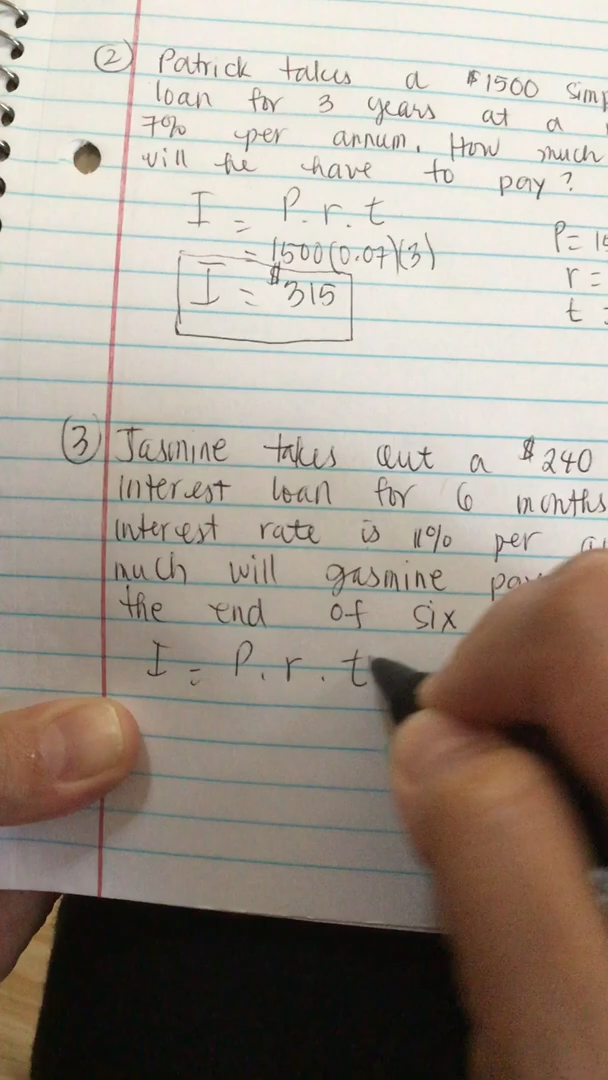 ② Patrick takes a $1500 simp
loan for 3 years at a
7% per annum. How much
will he have to pay?
I = P.r.t
= 1500(0.07)(3)
P= 15
I = $315
r =
t =
③ Jasmine takes out a $240
interest loan for 6 months
interest rate is 11% per
much will Jasmine pay
the end of six
I = P.r.t